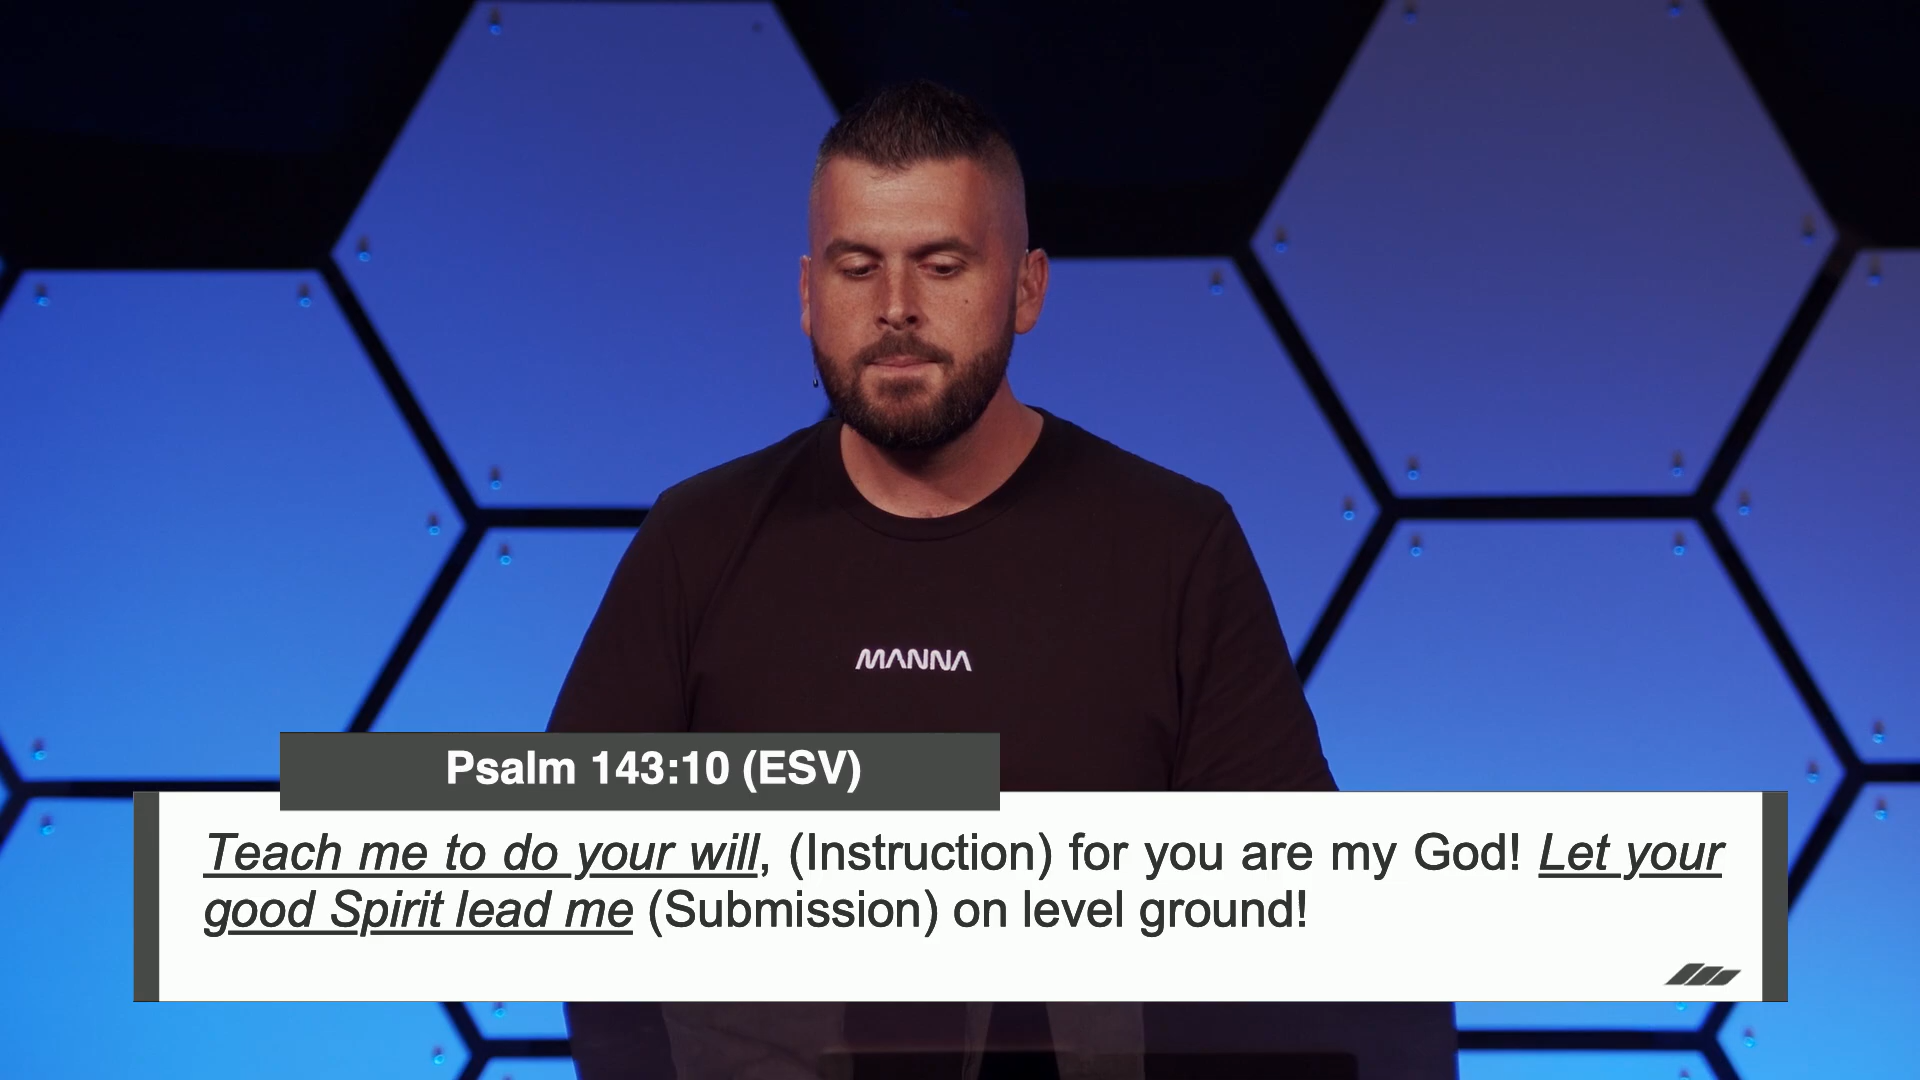 MANNA
Psalm 143:10 (ESV)
Teach me to do your will, (Instruction) for you are my God! Let your
good Spirit lead me (Submission) on level ground!